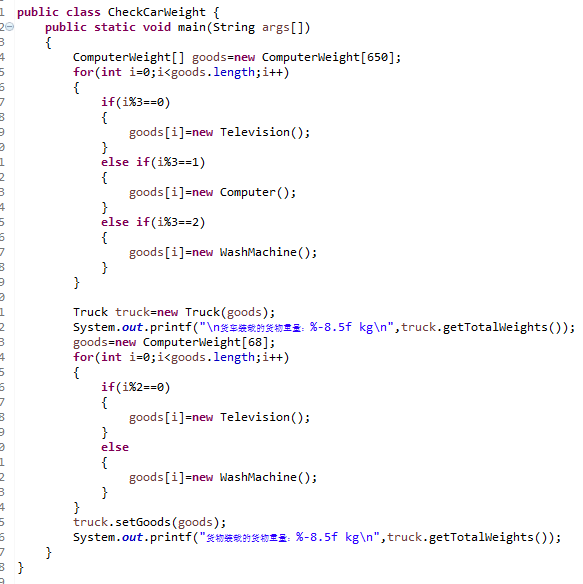 public class CheckCarWeight {
public static void main(String args[])
{
ComputerWeight[] goods=new ComputerWeight[650];
for(int i=0;i<goods.length;i++)
{
if(i%3==0)
{
goods[i]=new Television();
}
else if(i%3==1)
{
goods[i]=new Computer();
}
else if(i%3==2)
{
goods[i]=new WashMachine();
}
}
Truck truck=new Truck(goods);
System.out.printf("\n货车装载的货物重量：%-8.5f kg\n",truck.getTotalWeights());
goods=new ComputerWeight[68];
for(int i=0;i<goods.length;i++)
{
if(i%2==0)
{
goods[i]=new Television();
}
else
{
goods[i]=new WashMachine();
}
}
truck.setGoods(goods);
System.out.printf("货物装载的货物重量：%-8.5f kg\n",truck.getTotalWeights());
}
}